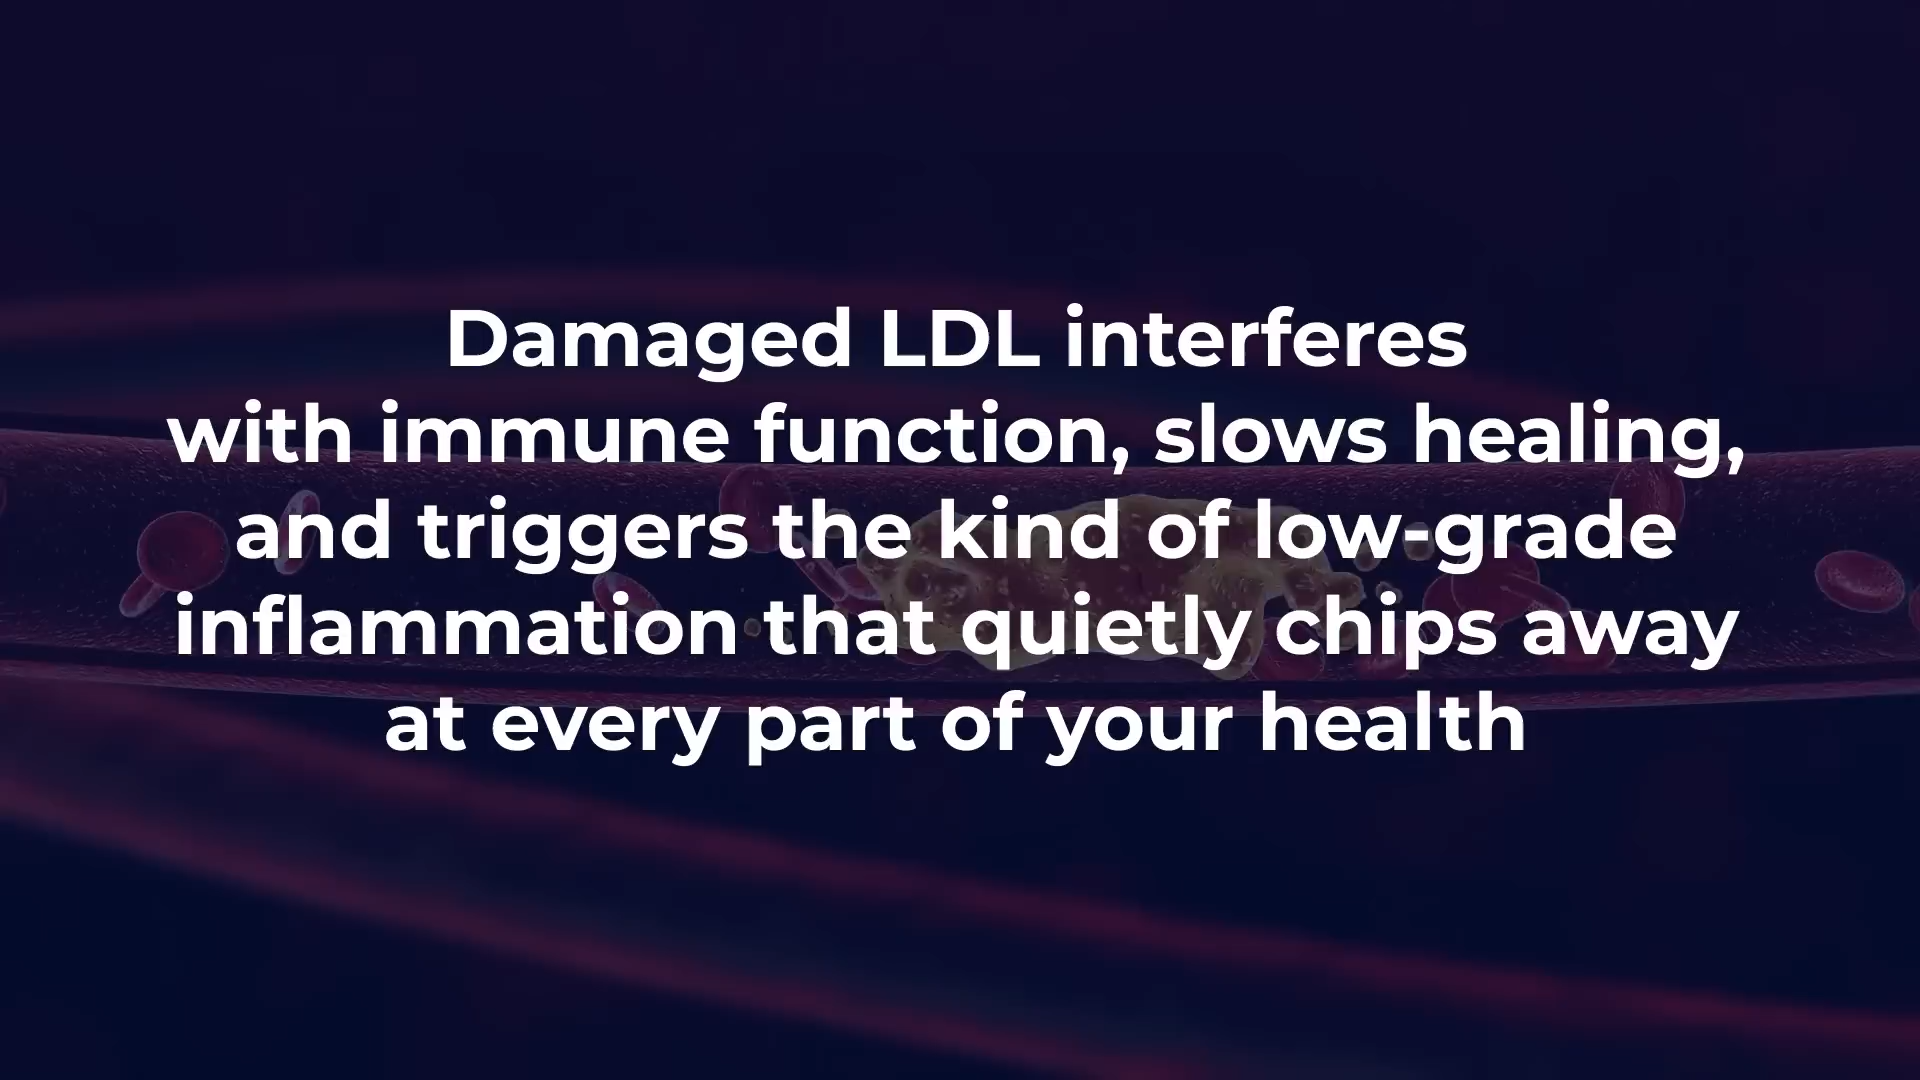 Damaged LDL interferes
with immune function, slows healing,
and triggers the kind of low-grade
inflammation that quietly chips away
at every part of your health